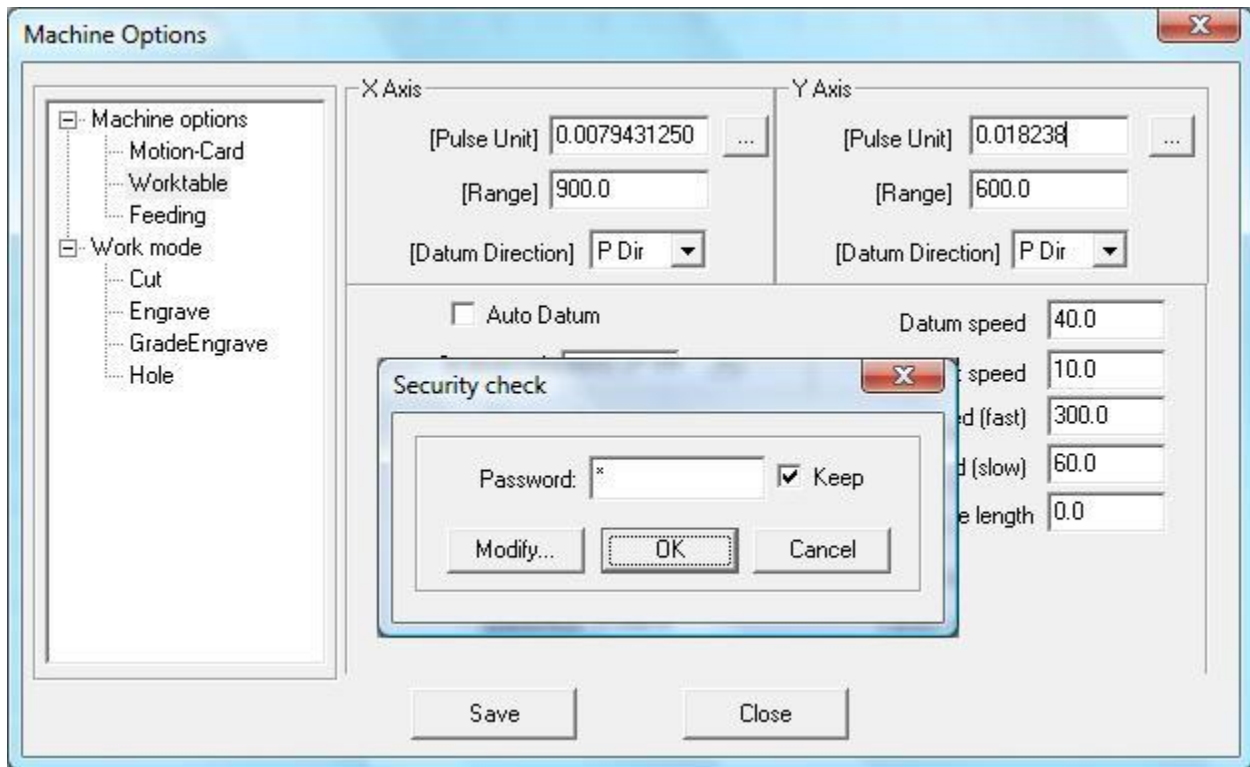 Machine Options
Machine options
Motion-Card
Worktable
Feeding
Work mode
Cut
Engrave
GradeEngrave
Hole
X Axis
[Pulse Unit] 0.0079431250 ...
[Range] 900.0
[Datum Direction] P Dir
Y Axis
[Pulse Unit] 0.018238 ...
[Range] 600.0
[Datum Direction] P Dir
Auto Datum
Datum speed 40.0
speed 10.0
(fast) 300.0
(slow) 60.0
length 0.0
Security check
Password: * Keep
Modify... OK Cancel
Save Close